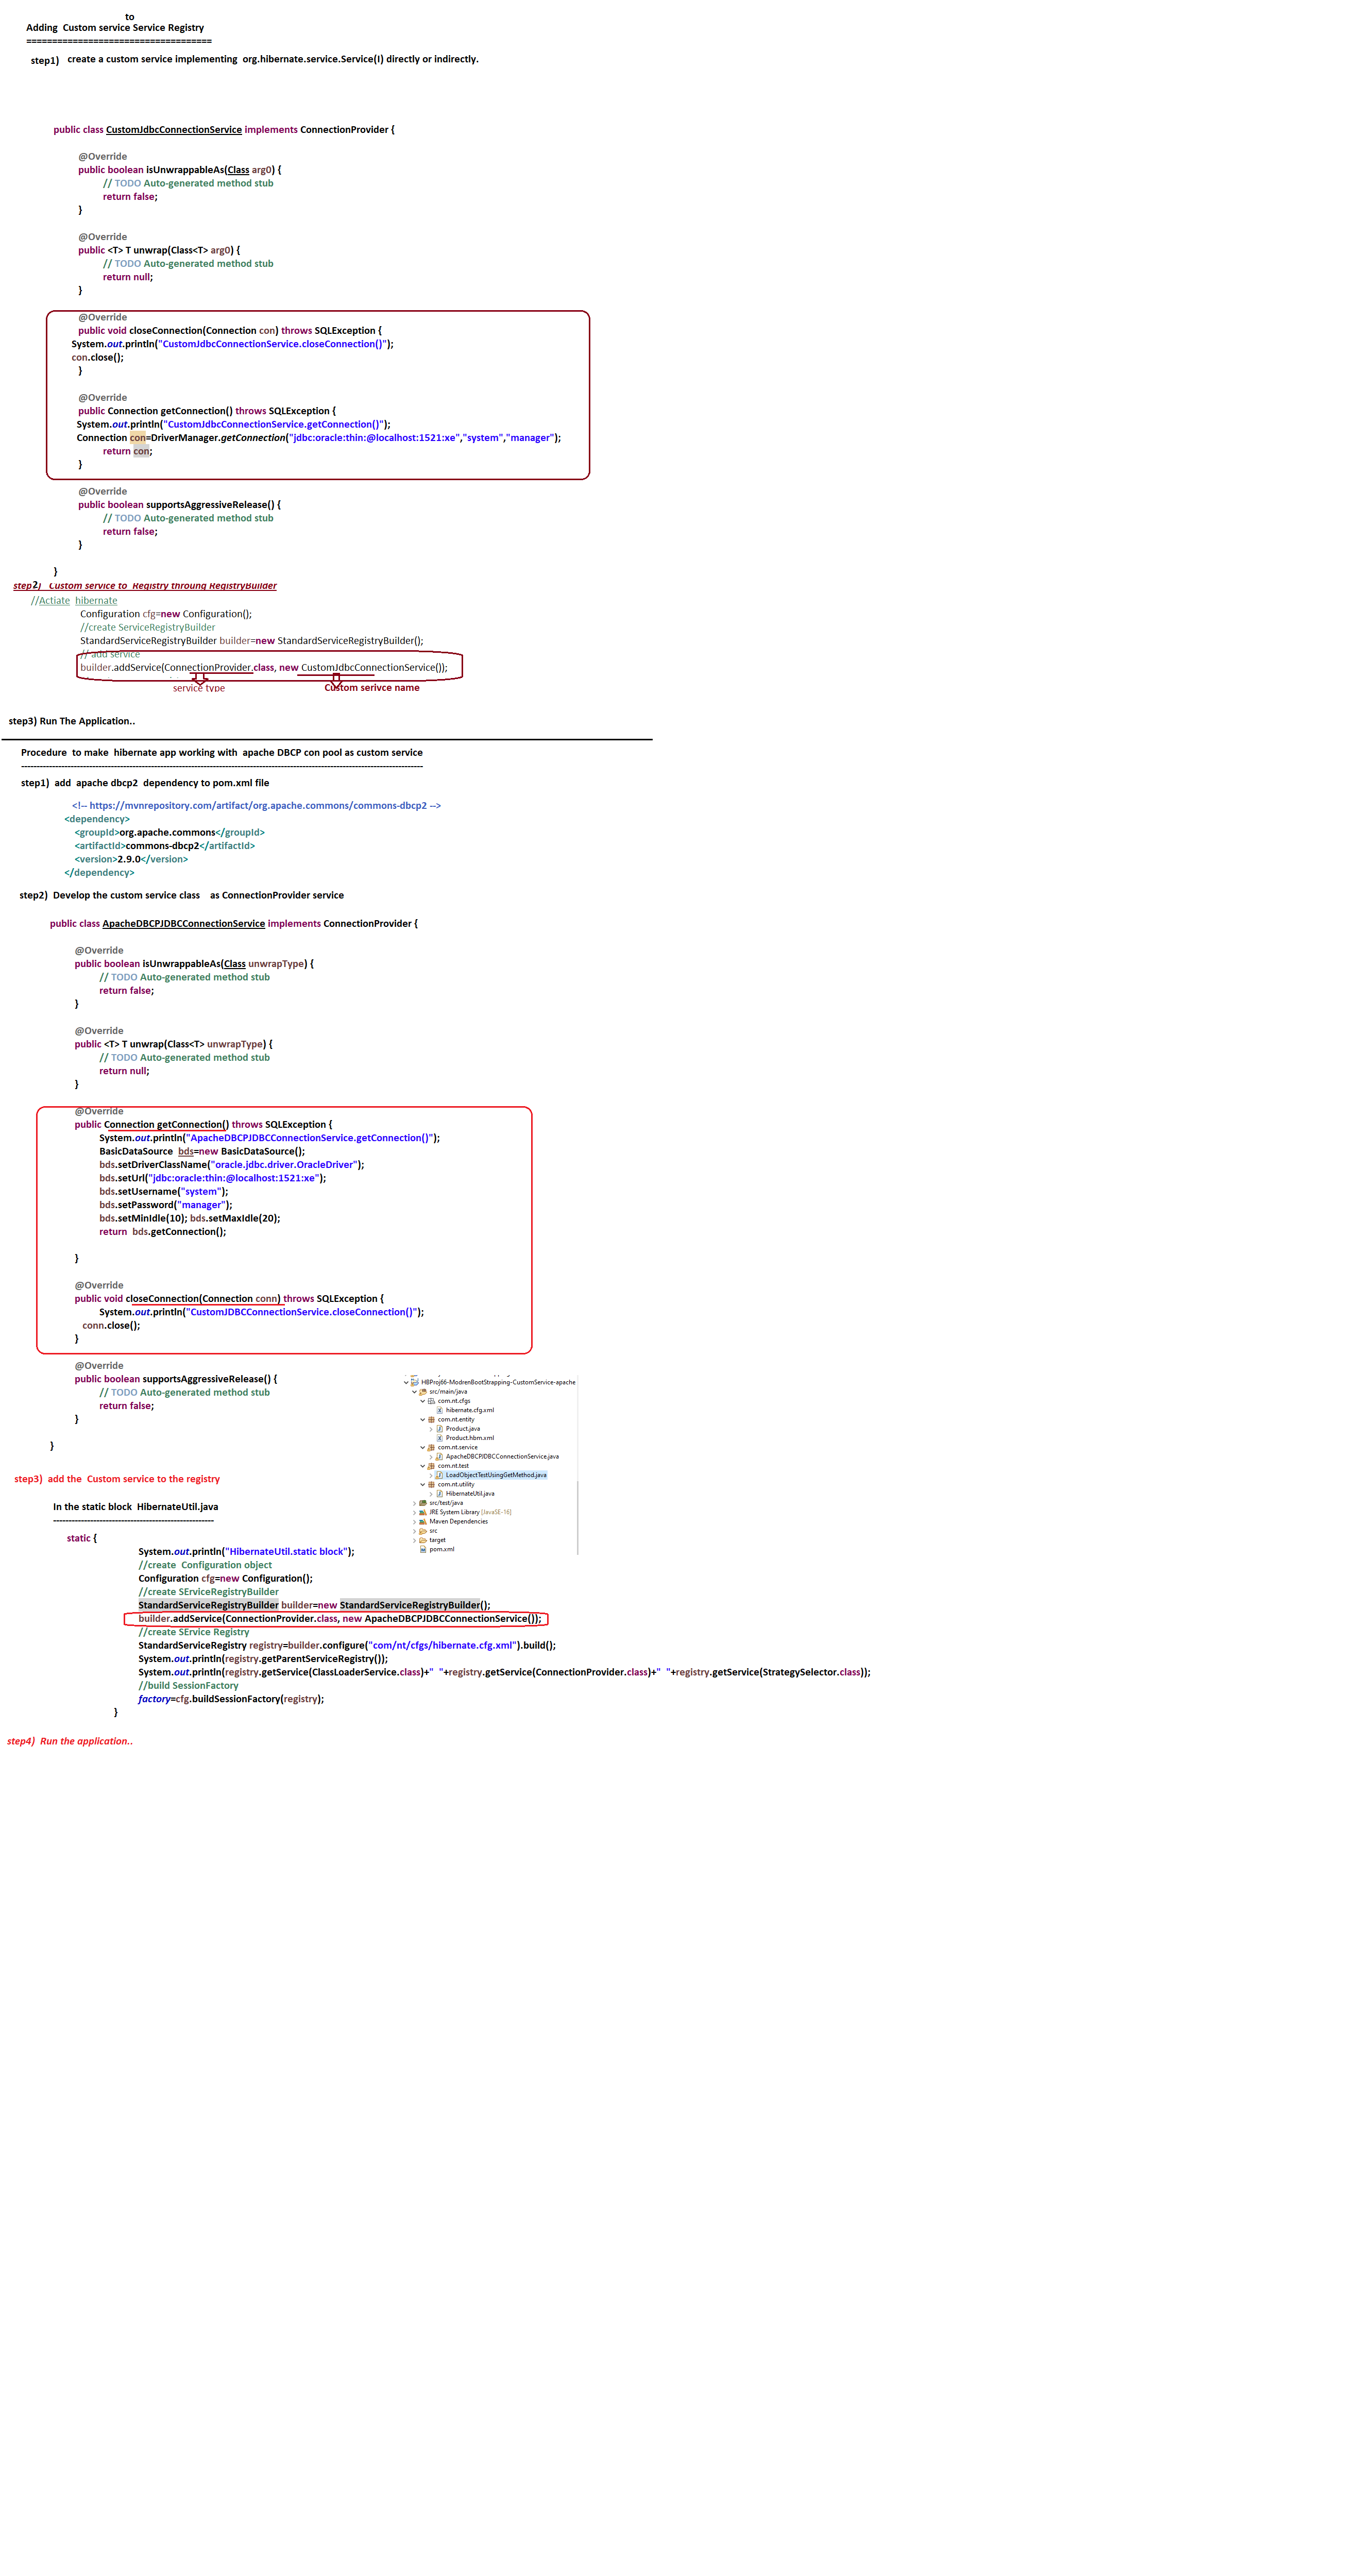 to
Adding  Custom service Service Registry
====================================
step1)   create a custom service implementing  org.hibernate.service.Service(I) directly or indirectly.
public class CustomJdbcConnectionService implements ConnectionProvider {
@Override
public boolean isUnwrappableAs(Class arg0) {
// TODO Auto-generated method stub
return false;
}
@Override
public <T> T unwrap(Class<T> arg0) {
// TODO Auto-generated method stub
return null;
}
@Override
public void closeConnection(Connection con) throws SQLException {
System.out.println("CustomJdbcConnectionService.closeConnection()");
con.close();
}
@Override
public Connection getConnection() throws SQLException {
System.out.println("CustomJdbcConnectionService.getConnection()");
Connection con=DriverManager.getConnection("jdbc:oracle:thin:@localhost:1521:xe","system","manager");
return con;
}
@Override
public boolean supportsAggressiveRelease() {
// TODO Auto-generated method stub
return false;
}
}
step2)   Custom service to  Registry throung RegistryBuilder
//Actiate  hibernate
Configuration cfg=new Configuration();
//create ServiceRegistryBuilder
StandardServiceRegistryBuilder builder=new StandardServiceRegistryBuilder();
// add service
builder.addService(ConnectionProvider.class, new CustomJdbcConnectionService());
service type
Custom serivce name
step3) Run The Application..
Procedure  to make  hibernate app working with  apache DBCP con pool as custom service
----------------------------------------------------------------------------------------------------------------------------------
step1)  add  apache dbcp2  dependency to pom.xml file
<!-- https://mvnrepository.com/artifact/org.apache.commons/commons-dbcp2 -->
<dependency>
<groupId>org.apache.commons</groupId>
<artifactId>commons-dbcp2</artifactId>
<version>2.9.0</version>
</dependency>
step2)  Develop the custom service class    as ConnectionProvider service
public class ApacheDBCPJDBCConnectionService implements ConnectionProvider {
@Override
public boolean isUnwrappableAs(Class unwrapType) {
// TODO Auto-generated method stub
return false;
}
@Override
public <T> T unwrap(Class<T> unwrapType) {
// TODO Auto-generated method stub
return null;
}
@Override
public Connection getConnection() throws SQLException {
System.out.println("ApacheDBCPJDBCConnectionService.getConnection()");
BasicDataSource  bds=new BasicDataSource();
bds.setDriverClassName("oracle.jdbc.driver.OracleDriver");
bds.setUrl("jdbc:oracle:thin:@localhost:1521:xe");
bds.setUsername("system");
bds.setPassword("manager");
bds.setMinIdle(10); bds.setMaxIdle(20);
return  bds.getConnection();
}
@Override
public void closeConnection(Connection conn) throws SQLException {
System.out.println("CustomJDBCConnectionService.closeConnection()");
conn.close();
}
@Override
public boolean supportsAggressiveRelease() {
// TODO Auto-generated method stub
return false;
}
}
HBProj66-ModrenBootStrapping-CustomService-apache
src/main/java
com.nt.cfgs
hibernate.cfg.xml
com.nt.entity
Product.java
Product.hbm.xml
com.nt.service
ApacheDBCPJDBCConnectionService.java
com.nt.test
LoadObjectTestUsingGetMethod.java
com.nt.utility
HibernateUtil.java
src/test/java
JRE System Library [JavaSE-16]
Maven Dependencies
src
target
pom.xml
step3)  add the  Custom service to the registry
In the static block  HibernateUtil.java
----------------------------------------------------
static {
System.out.println("HibernateUtil.static block");
//create  Configuration object
Configuration cfg=new Configuration();
//create SErviceRegistryBuilder
StandardServiceRegistryBuilder builder=new StandardServiceRegistryBuilder();
builder.addService(ConnectionProvider.class, new ApacheDBCPJDBCConnectionService());
//create SErvice Registry
StandardServiceRegistry registry=builder.configure("com/nt/cfgs/hibernate.cfg.xml").build();
System.out.println(registry.getParentServiceRegistry());
System.out.println(registry.getService(ClassLoaderService.class)+"  "+registry.getService(ConnectionProvider.class)+"  "+registry.getService(StrategySelector.class));
//build SessionFactory
factory=cfg.buildSessionFactory(registry);
}
step4)  Run the application..